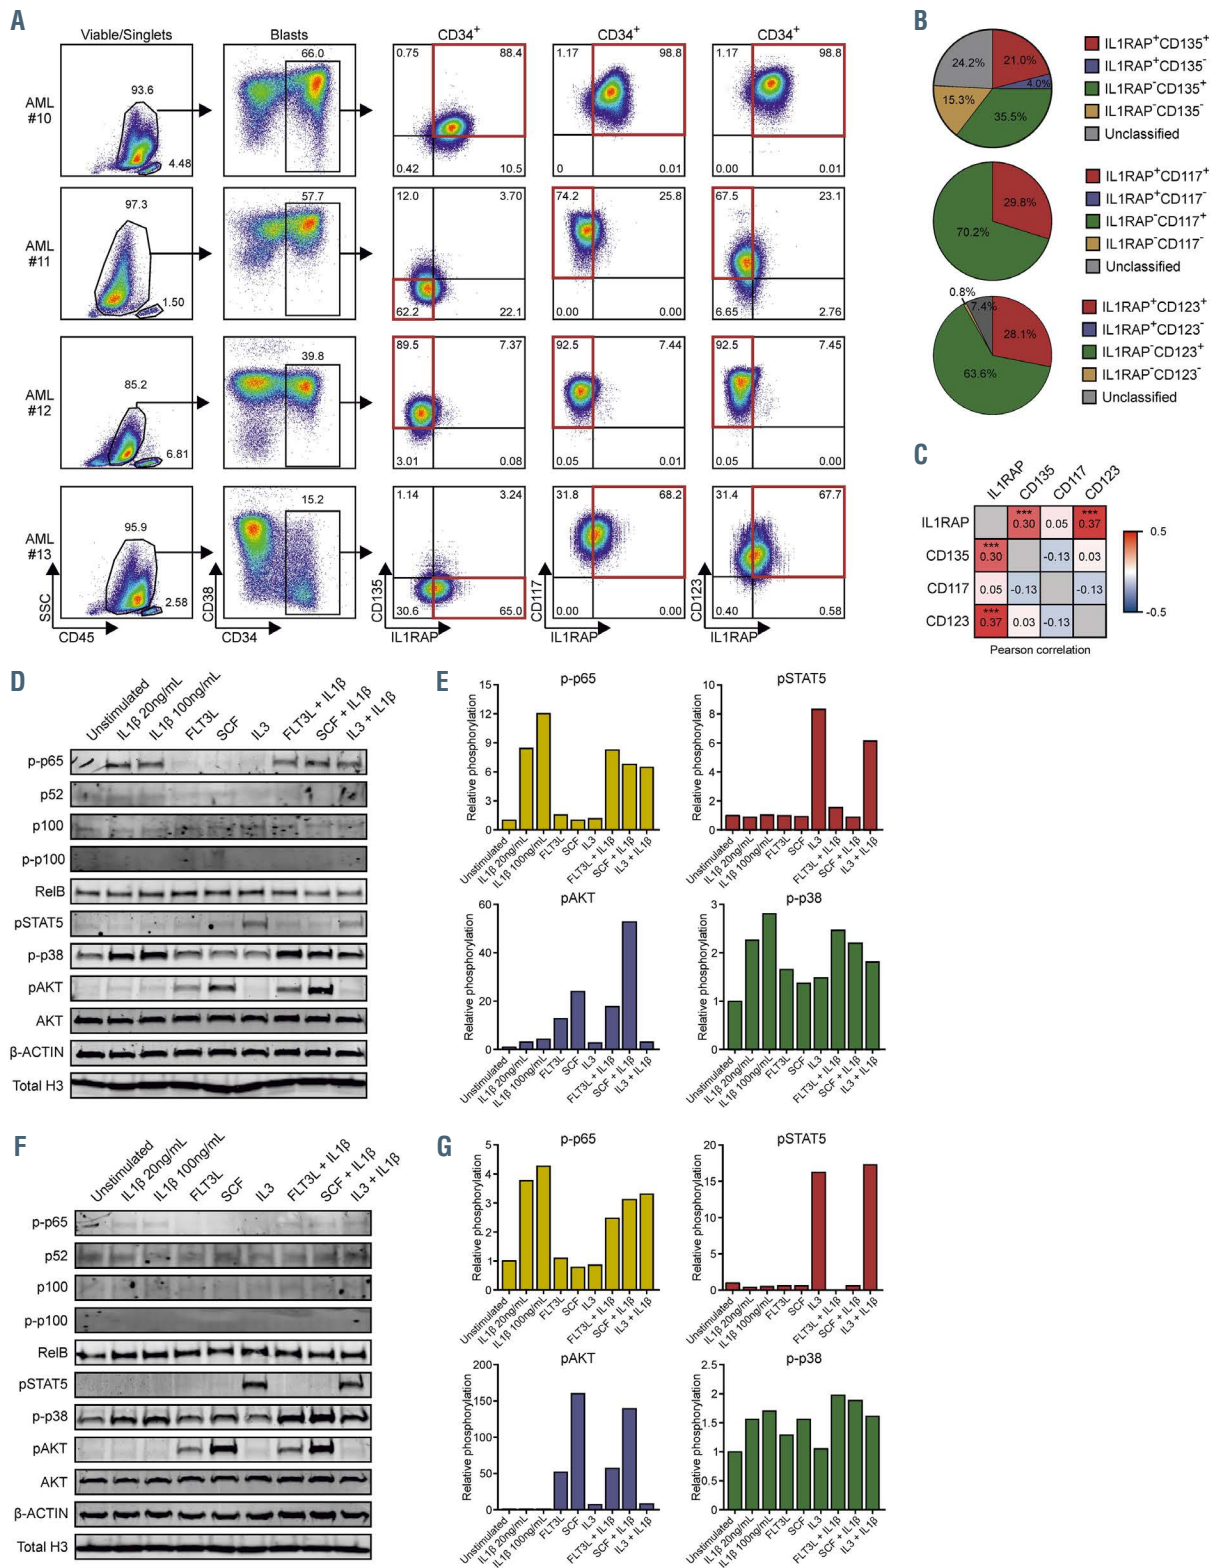 A
Viable/Singlets
Blasts
CD34+
CD34+
CD34+
AML
#10
93.6
4.48
66.0
0.75
88.4
0.42
10.5
1.17
98.8
0
0.01
1.17
98.8
0.00
0.01
AML
#11
97.3
1.50
57.7
12.0
3.70
62.2
22.1
74.2
25.8
0.00
0.00
67.5
23.1
6.65
2.76
AML
#12
85.2
6.81
39.8
89.5
7.37
3.01
0.08
92.5
7.44
0.05
0.01
92.5
7.45
0.05
0.00
AML
#13
95.9
2.58
15.2
1.14
3.24
30.6
65.0
31.8
68.2
0.00
0.00
31.4
67.7
0.40
0.58
SSC
CD45
CD38
CD34
CD135
IL1RAP
CD117
IL1RAP
CD123
IL1RAP
B
24.2%
21.0%
4.0%
15.3%
35.5%
IL1RAP+CD135+
IL1RAP+CD135-
IL1RAP-CD135+
IL1RAP-CD135-
Unclassified
29.8%
70.2%
IL1RAP+CD117+
IL1RAP+CD117-
IL1RAP-CD117+
IL1RAP-CD117-
Unclassified
0.8%
7.4%
28.1%
63.6%
IL1RAP+CD123+
IL1RAP+CD123-
IL1RAP-CD123+
IL1RAP-CD123-
Unclassified
C
IL1RAP
CD135
CD117
CD123
IL1RAP
*** 0.30
0.05
*** 0.37
CD135
*** 0.30
-0.13
0.03
CD117
0.05
-0.13
-0.13
CD123
*** 0.37
0.03
-0.13
0.5
-0.5
Pearson correlation
D
Unstimulated
IL1β 20ng/mL
IL1β 100ng/mL
FLT3L
SCF
IL3
FLT3L + IL1β
SCF + IL1β
IL3 + IL1β
p-p65
p52
p100
p-p100
RelB
pSTAT5
p-p38
pAKT
AKT
β-ACTIN
Total H3
E
p-p65
Relative phosphorylation
15
12
9
6
3
0
Unstimulated
IL1β 20ng/mL
IL1β 100ng/mL
FLT3L
SCF
IL3
FLT3L + IL1β
SCF + IL1β
IL3 + IL1β
pSTAT5
Relative phosphorylation
10
8
6
4
2
0
Unstimulated
IL1β 20ng/mL
IL1β 100ng/mL
FLT3L
SCF
IL3
FLT3L + IL1β
SCF + IL1β
IL3 + IL1β
pAKT
Relative phosphorylation
60
40
20
0
Unstimulated
IL1β 20ng/mL
IL1β 100ng/mL
FLT3L
SCF
IL3
FLT3L + IL1β
SCF + IL1β
IL3 + IL1β
p-p38
Relative phosphorylation
3
2
1
0
Unstimulated
IL1β 20ng/mL
IL1β 100ng/mL
FLT3L
SCF
IL3
FLT3L + IL1β
SCF + IL1β
IL3 + IL1β
F
Unstimulated
IL1β 20ng/mL
IL1β 100ng/mL
FLT3L
SCF
IL3
FLT3L + IL1β
SCF + IL1β
IL3 + IL1β
p-p65
p52
p100
p-p100
RelB
pSTAT5
p-p38
pAKT
AKT
β-ACTIN
Total H3
G
p-p65
Relative phosphorylation
5
4
3
2
1
0
Unstimulated
IL1β 20ng/mL
IL1β 100ng/mL
FLT3L
SCF
IL3
FLT3L + IL1β
SCF + IL1β
IL3 + IL1β
pSTAT5
Relative phosphorylation
20
15
10
5
0
Unstimulated
IL1β 20ng/mL
IL1β 100ng/mL
FLT3L
SCF
IL3
FLT3L + IL1β
SCF + IL1β
IL3 + IL1β
pAKT
Relative phosphorylation
200
150
100
50
0
Unstimulated
IL1β 20ng/mL
IL1β 100ng/mL
FLT3L
SCF
IL3
FLT3L + IL1β
SCF + IL1β
IL3 + IL1β
p-p38
Relative phosphorylation
2.5
2
1.5
1
0.5
0
Unstimulated
IL1β 20ng/mL
IL1β 100ng/mL
FLT3L
SCF
IL3
FLT3L + IL1β
SCF + IL1β
IL3 + IL1β